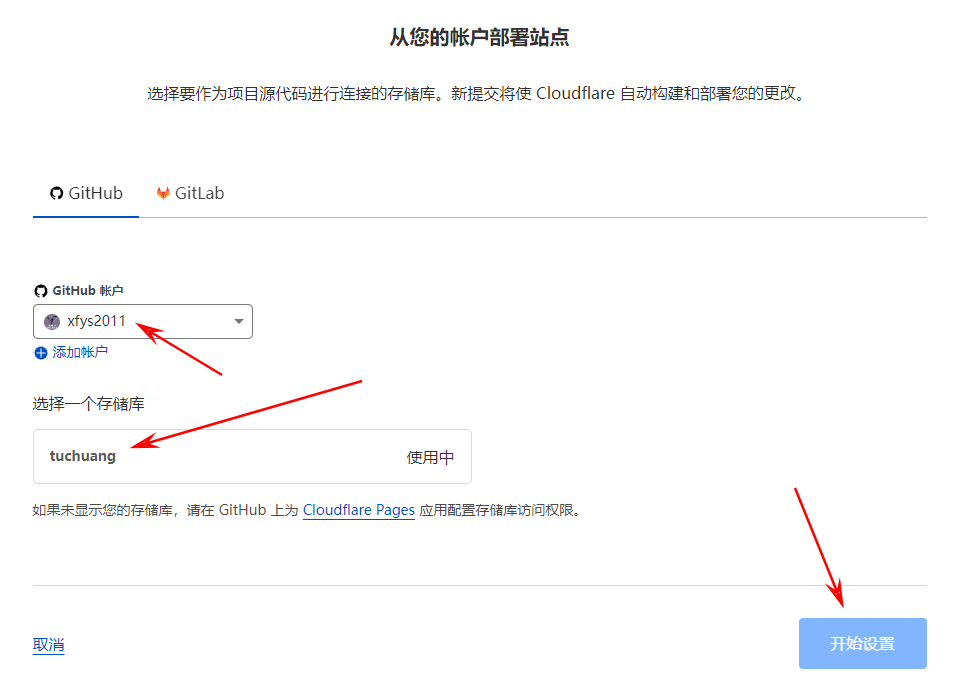 从您的帐户部署站点
选择要作为项目源代码进行连接的存储库。新提交将使 Cloudflare 自动构建和部署您的更改。
GitHub GitLab
GitHub 帐户
xfys2011
添加帐户
选择一个存储库
tuchuang 使用中
如果未显示您的存储库，请在 GitHub 上为 Cloudflare Pages 应用配置存储库访问权限。
取消 开始设置